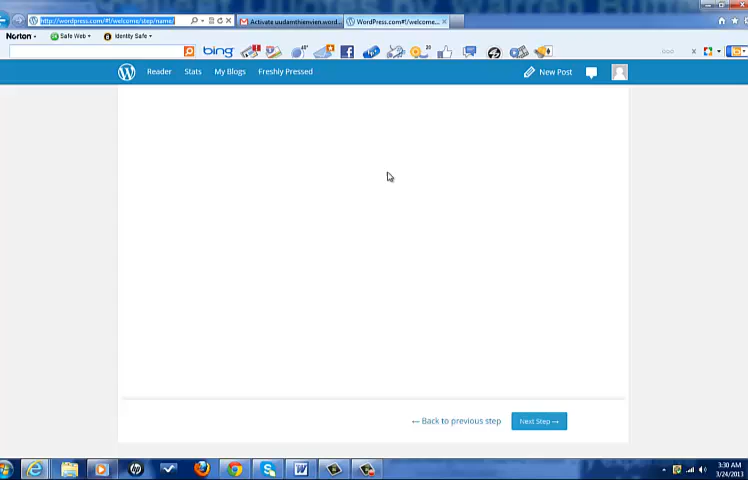 http://wordpress.com/#!/welcome/step/name/
Activate uudamthienvien.word...
WordPress.com#!/welcome...
Norton
Safe Web
Identity Safe
bing
Reader
Stats
My Blogs
Freshly Pressed
New Post
← Back to previous step
Next Step →
3:30 AM
3/24/2013